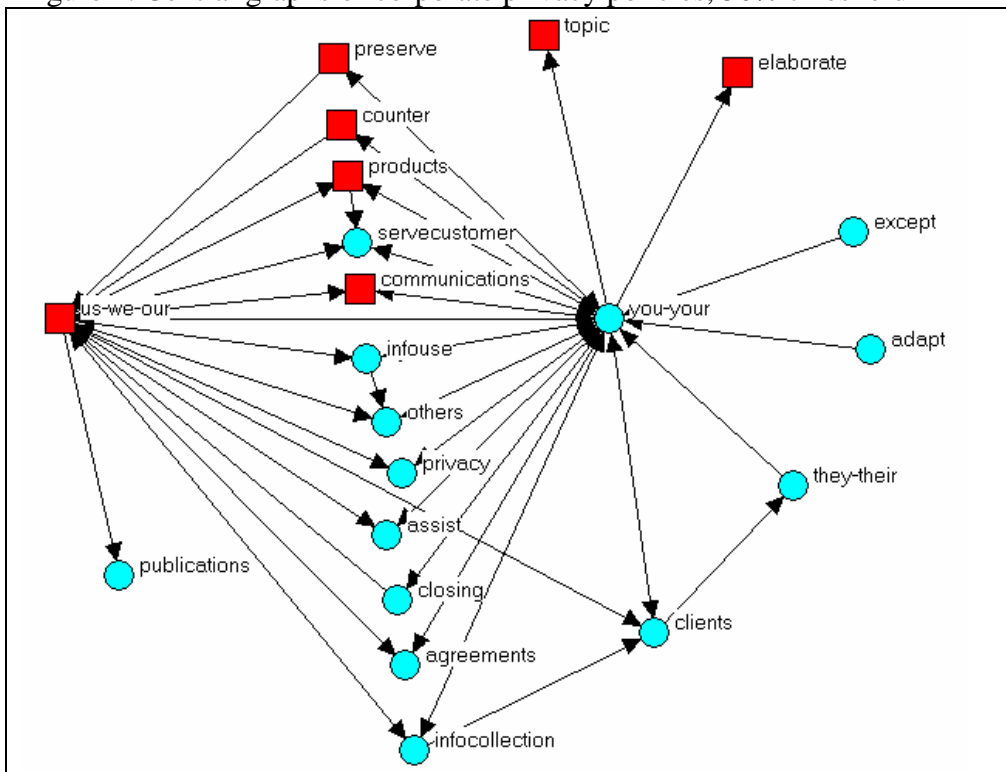 topic
preserve
elaborate
counter
products
except
servecustomer
communications
us-we-our
you-your
adapt
infouse
others
privacy
they-their
assist
publications
closing
clients
agreements
infocollection